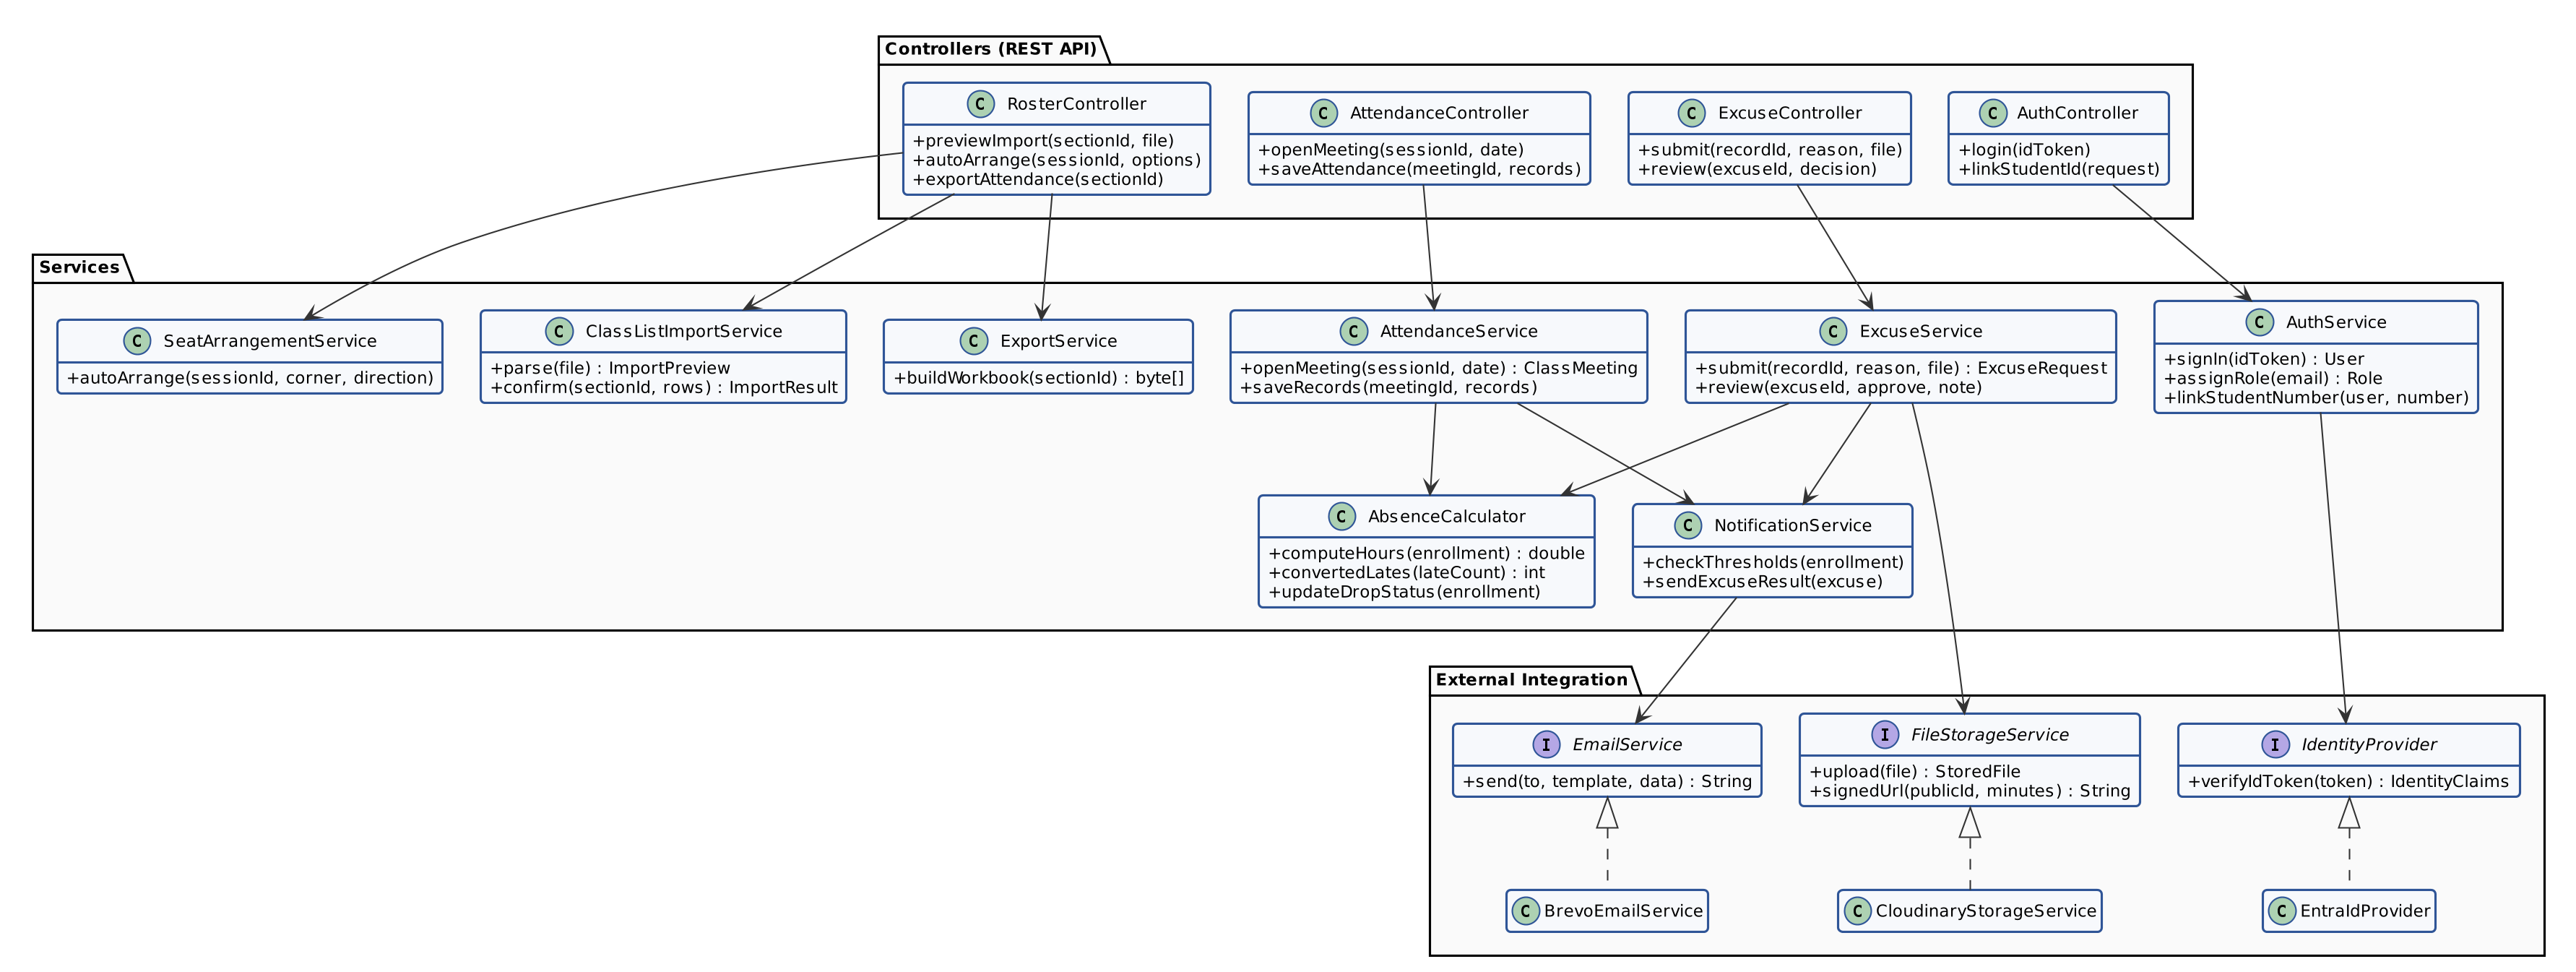 Controllers (REST API)
C RosterController
+previewImport(sectionId, file)
+autoArrange(sessionId, options)
+exportAttendance(sectionId)
C AttendanceController
+openMeeting(sessionId, date)
+saveAttendance(meetingId, records)
C ExcuseController
+submit(recordId, reason, file)
+review(excuseId, decision)
C AuthController
+login(idToken)
+linkStudentId(request)
Services
C SeatArrangementService
+autoArrange(sessionId, corner, direction)
C ClassListImportService
+parse(file) : ImportPreview
+confirm(sectionId, rows) : ImportResult
C ExportService
+buildWorkbook(sectionId) : byte[]
C AttendanceService
+openMeeting(sessionId, date) : ClassMeeting
+saveRecords(meetingId, records)
C ExcuseService
+submit(recordId, reason, file) : ExcuseRequest
+review(excuseId, approve, note)
C AuthService
+signIn(idToken) : User
+assignRole(email) : Role
+linkStudentNumber(user, number)
C AbsenceCalculator
+computeHours(enrollment) : double
+convertedLates(lateCount) : int
+updateDropStatus(enrollment)
C NotificationService
+checkThresholds(enrollment)
+sendExcuseResult(excuse)
External Integration
I EmailService
+send(to, template, data) : String
I FileStorageService
+upload(file) : StoredFile
+signedUrl(publicId, minutes) : String
I IdentityProvider
+verifyIdToken(token) : IdentityClaims
C BrevoEmailService
C CloudinaryStorageService
C EntraIdProvider